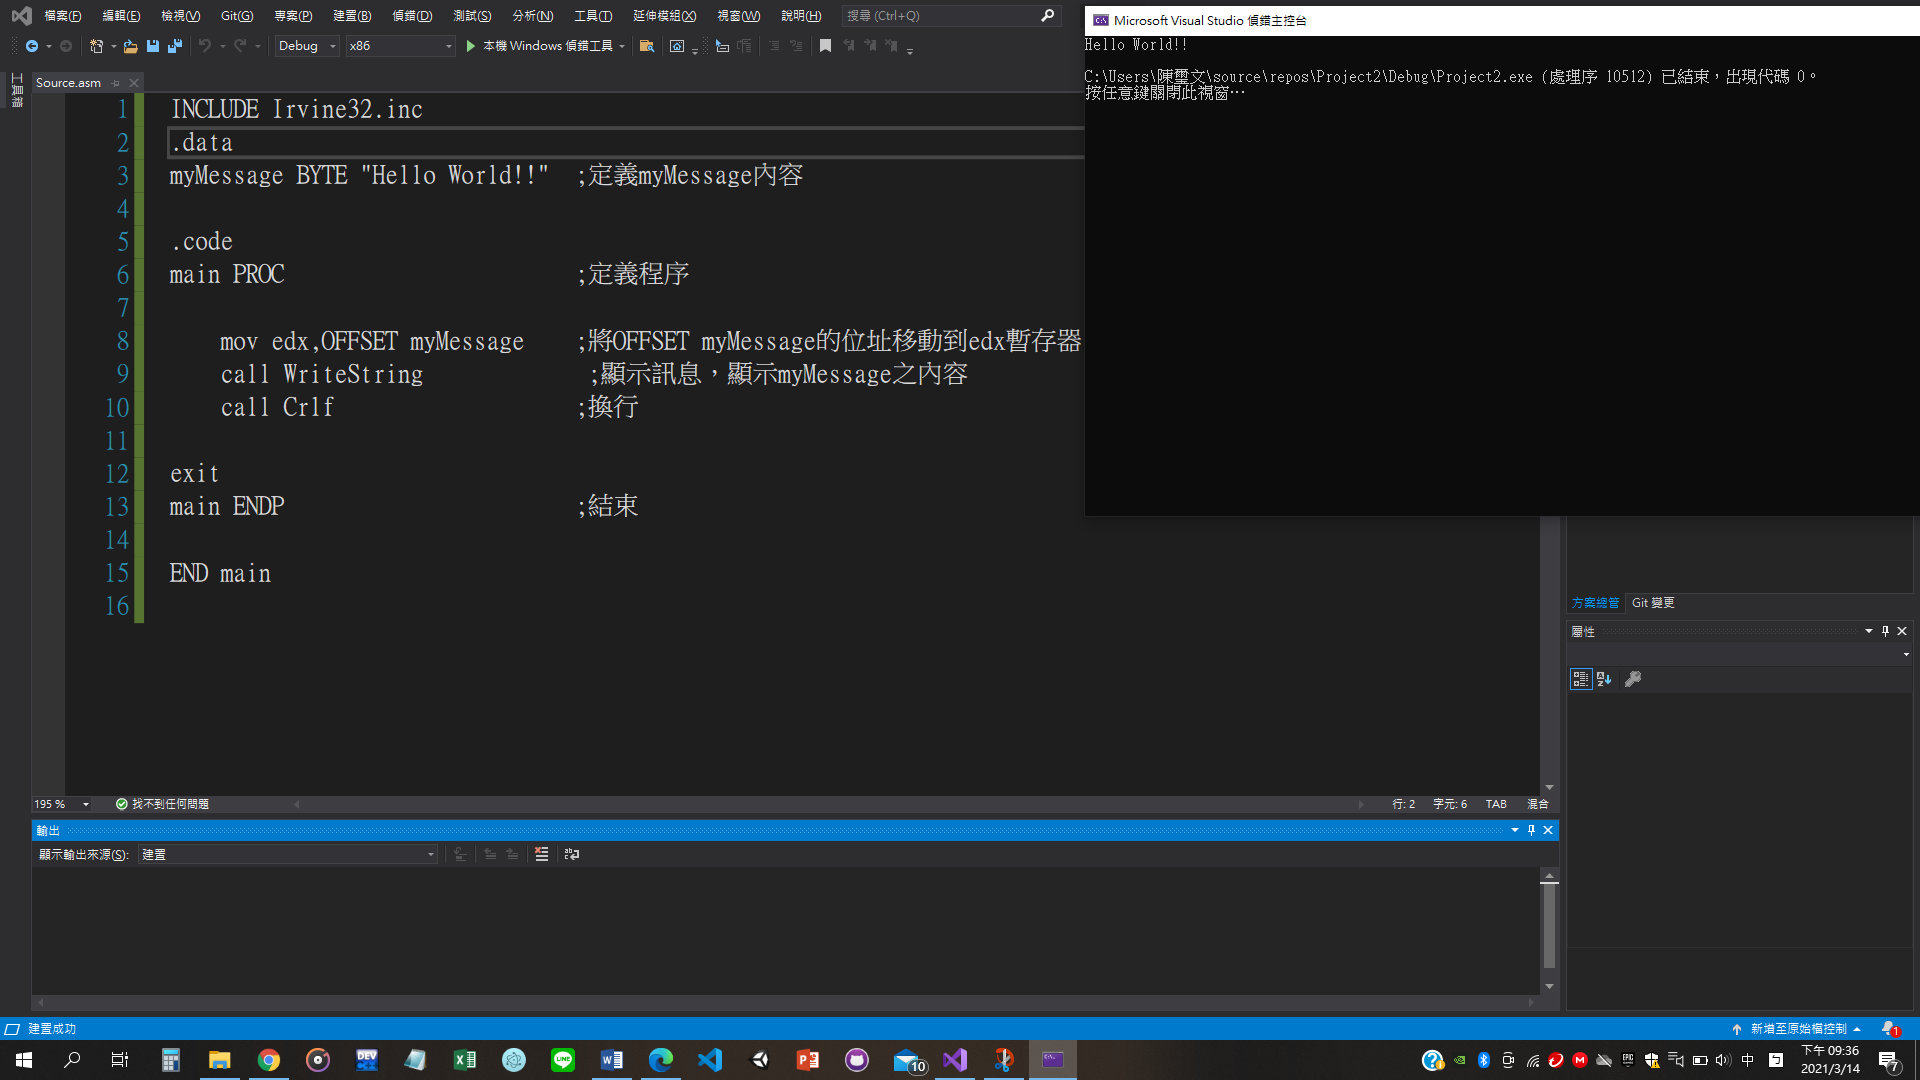 檔案(F) 編輯(E) 檢視(V) Git(G) 專案(P) 建置(B) 偵錯(D) 測試(S) 分析(N) 工具(T) 延伸模組(X) 視窗(W) 說明(H) 搜尋 (Ctrl+Q)
Debug x86 本機 Windows 偵錯工具
工具箱
Source.asm
1 INCLUDE Irvine32.inc
2 .data
3 myMessage BYTE "Hello World!!" ;定義myMessage內容
4
5 .code
6 main PROC ;定義程序
7
8 mov edx,OFFSET myMessage ;將OFFSET myMessage的位址移動到edx暫存器
9 call WriteString ;顯示訊息，顯示myMessage之內容
10 call Crlf ;換行
11
12 exit
13 main ENDP ;結束
14
15 END main
16
195 % 找不到任何問題 行: 2 字元: 6 TAB 混合
Microsoft Visual Studio 偵錯主控台
Hello World!!
C:\Users\陳璽文\source\repos\Project2\Debug\Project2.exe (處理序 10512) 已結束，出現代碼 0。
按任意鍵關閉此視窗…
方案總管 Git 變更
屬性
輸出
顯示輸出來源(S): 建置
建置成功 新增至原始檔控制 1
DEV LINE 10 EPIC 中
下午 09:36
2021/3/14
7